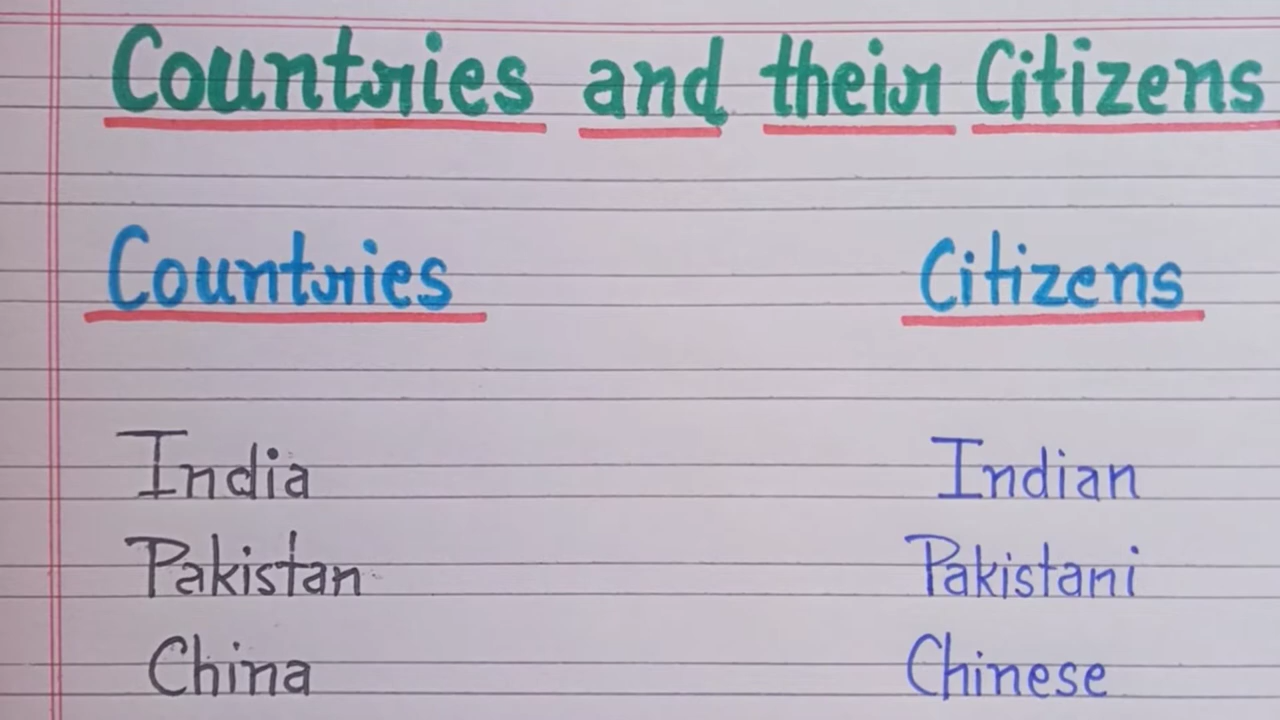 Countries and their Citizens
Countries Citizens
India Indian
Pakistan Pakistani
China Chinese